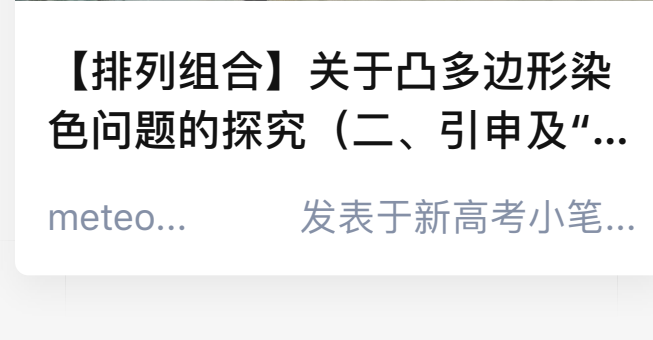 【排列组合】关于凸多边形染
色问题的探究（二、引申及“...
meteo...
发表于新高考小笔...